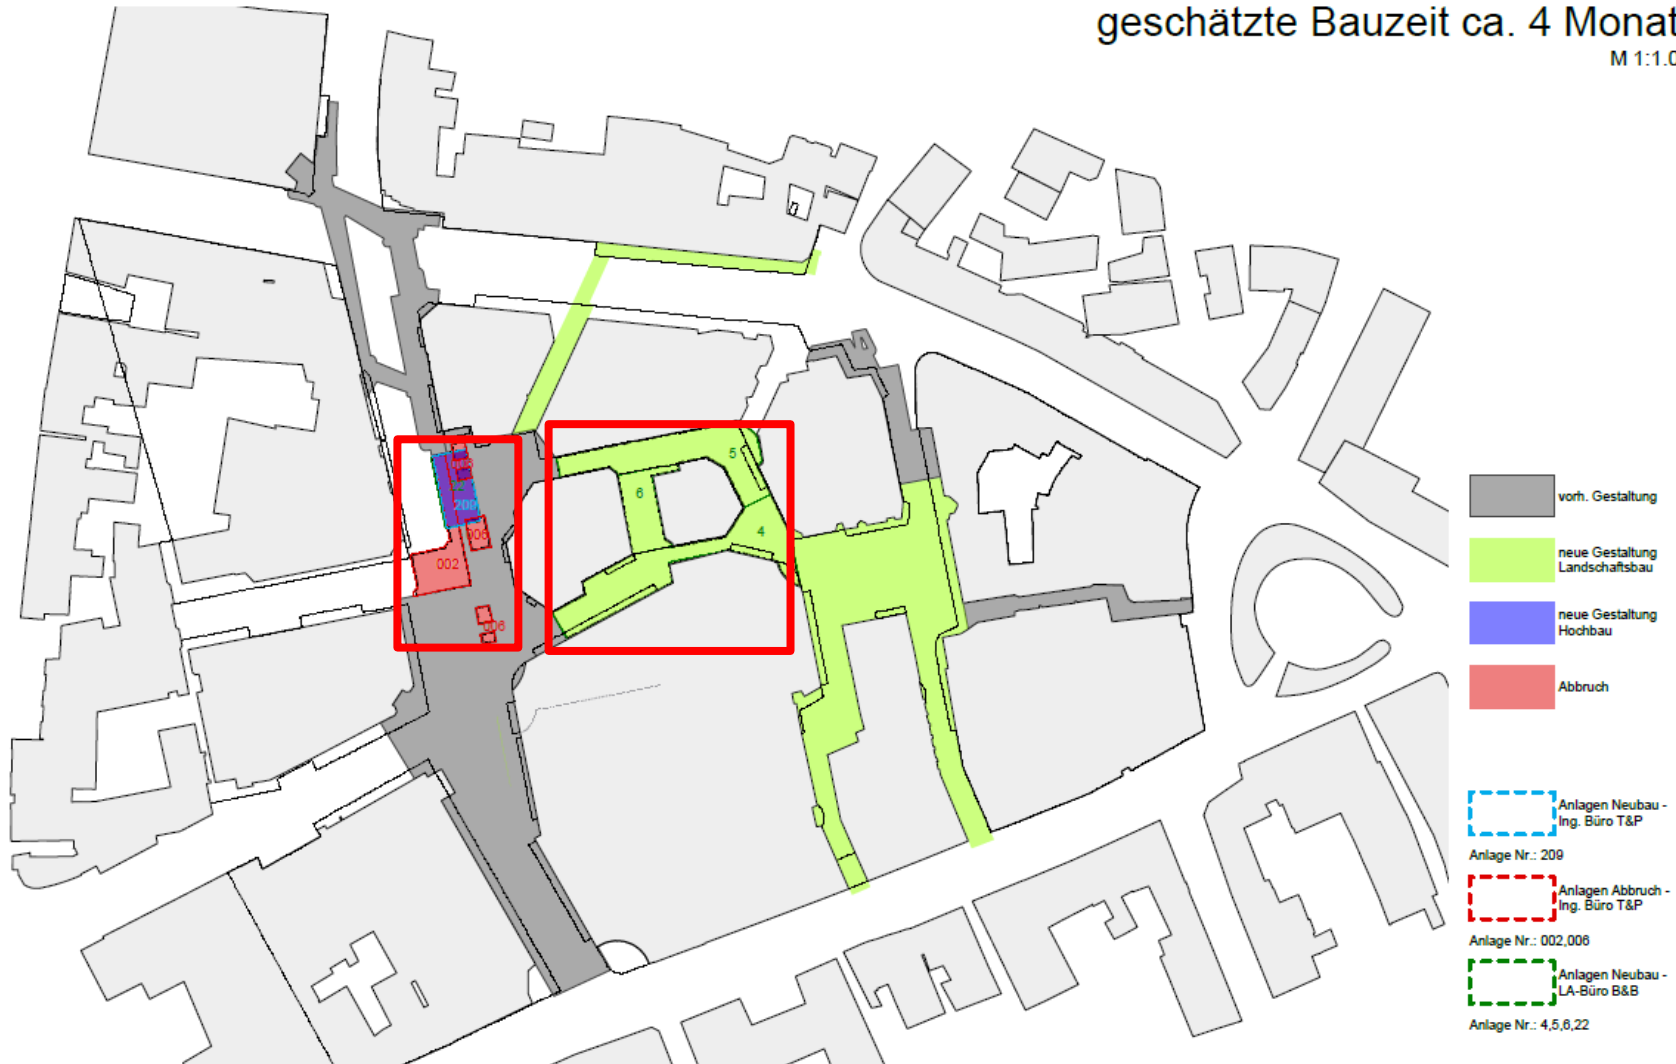 geschätzte Bauzeit ca. 4 Monat
M 1:1.0
5
6
4
209
006
002
006
vorh. Gestaltung
neue Gestaltung
Landschaftsbau
neue Gestaltung
Hochbau
Abbruch
Anlagen Neubau -
Ing. Büro T&P
Anlage Nr.: 209
Anlagen Abbruch -
Ing. Büro T&P
Anlage Nr.: 002,006
Anlagen Neubau -
LA-Büro B&B
Anlage Nr.: 4,5,6,22